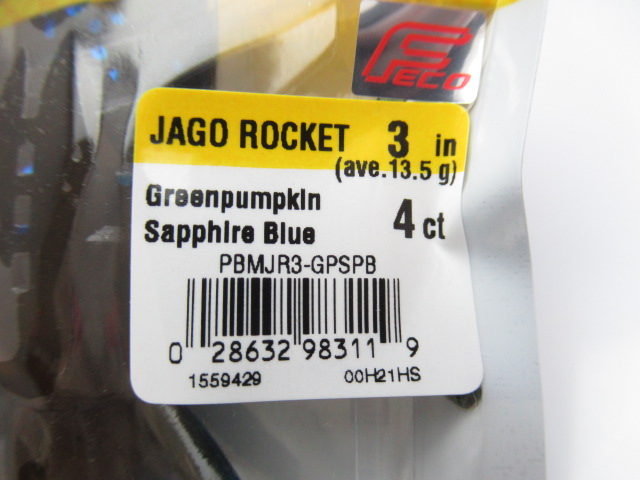 FECO
JAGO ROCKET 3 in
(ave.13.5 g)
Greenpumpkin
Sapphire Blue 4 ct
PBMJR3-GPSPB
0 28632 98311 9
1559429 00H21HS